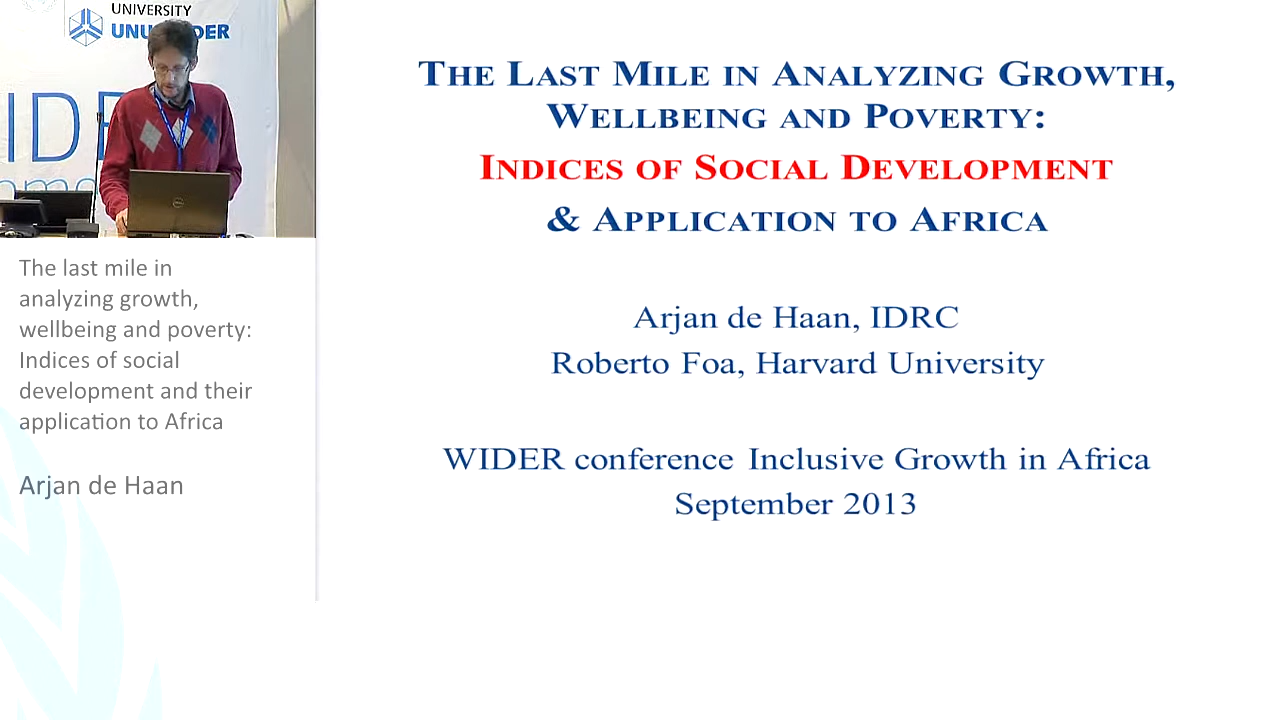 UNIVERSITY
The Last Mile in Analyzing Growth,
Wellbeing and Poverty:
Indices of Social Development
& Application to Africa
Arjan de Haan, IDRC
Roberto Foa, Harvard University
WIDER conference Inclusive Growth in Africa
September 2013
The last mile in
analyzing growth,
wellbeing and poverty:
Indices of social
development and their
application to Africa
Arjan de Haan